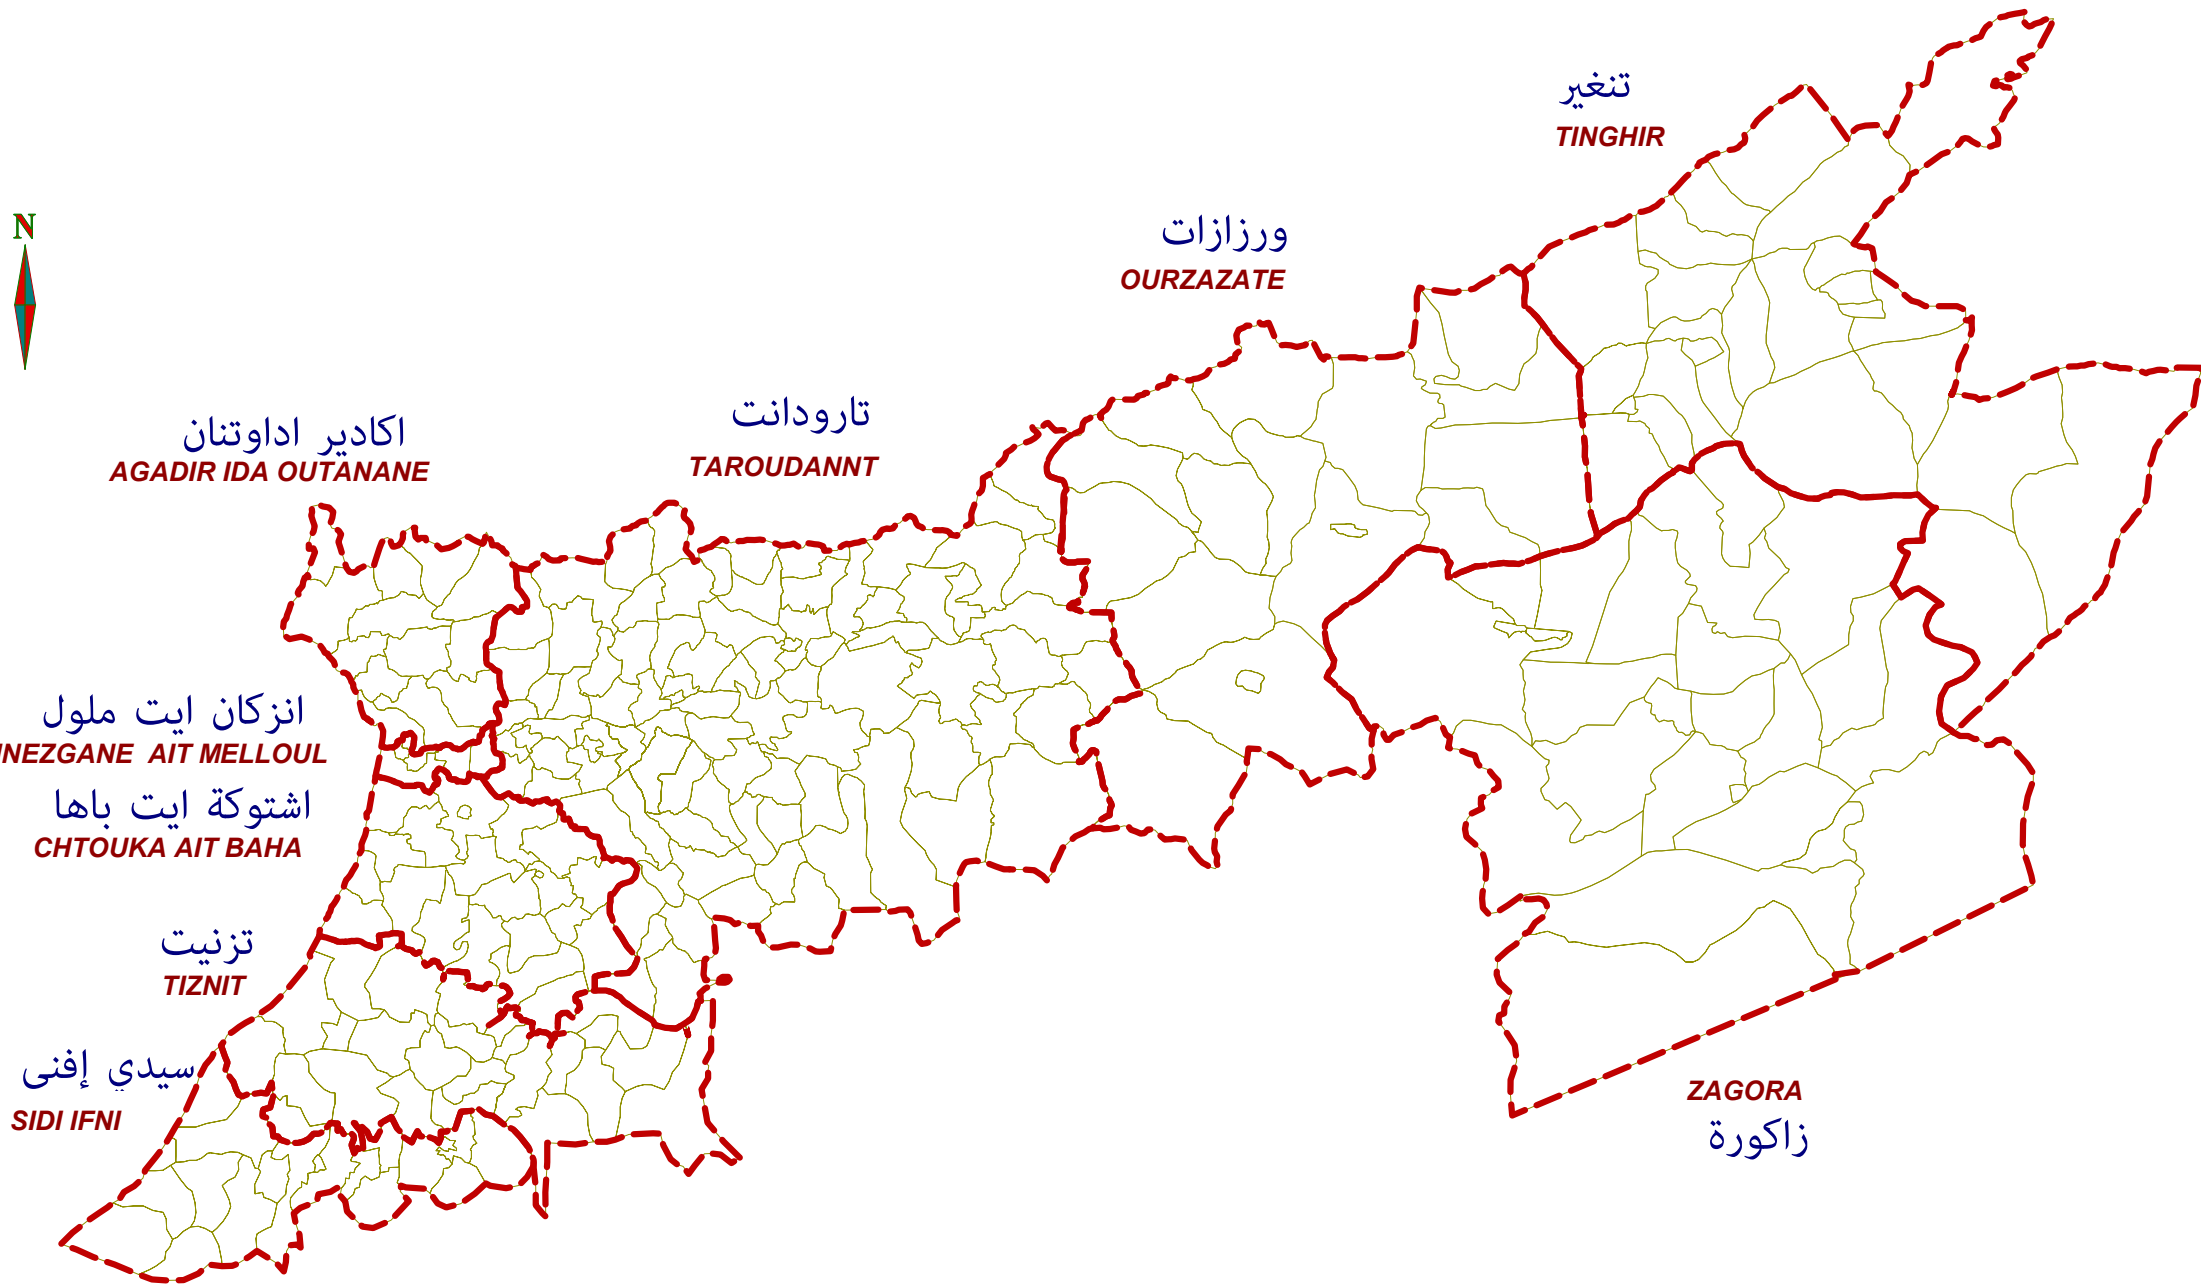 تنغير
TINGHIR
N
ورزازات
OURZAZATE
تارودانت
TAROUDANNT
اكادير اداوتنان
AGADIR IDA OUTANANE
انزكان ايت ملول
NEZGANE AIT MELLOUL
اشتوكة ايت باها
CHTOUKA AIT BAHA
تزنيت
TIZNIT
سيدي إفنى
SIDI IFNI
ZAGORA
زاكورة